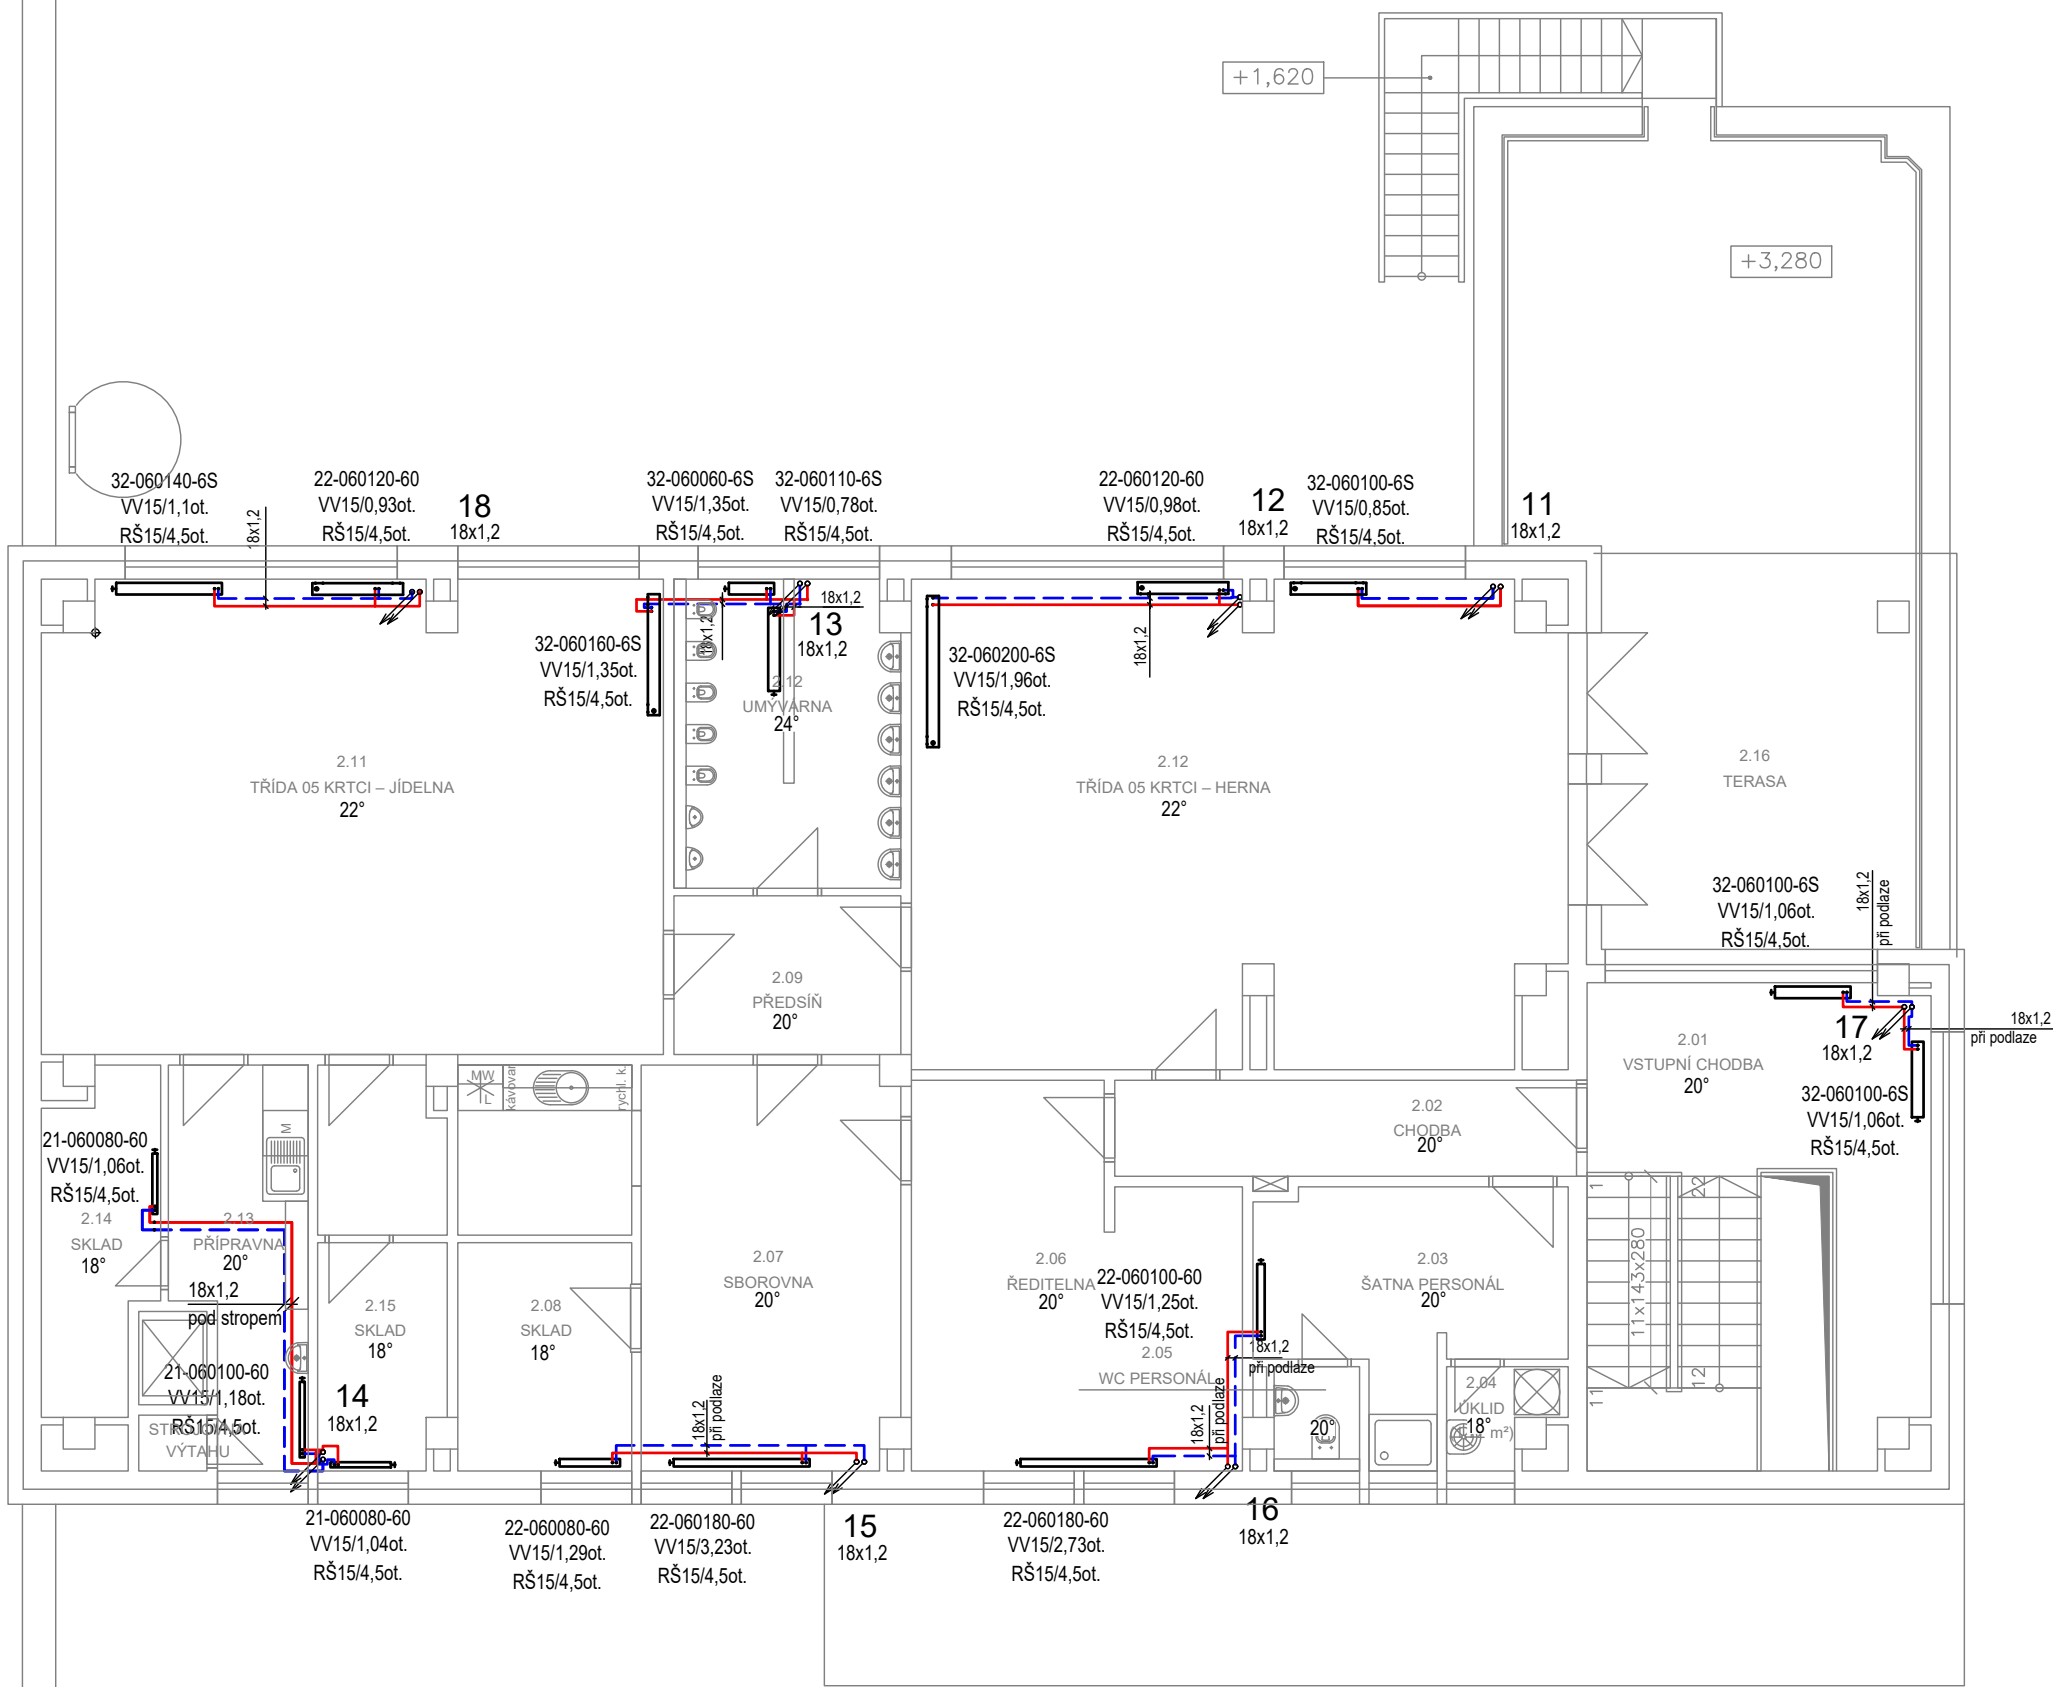 +1,620
+3,280
32-060140-6S
VV15/1,1ot.
RŠ15/4,5ot.
18x1,2
22-060120-60
VV15/0,93ot.
RŠ15/4,5ot.
18
18x1,2
32-060060-6S
VV15/1,35ot.
RŠ15/4,5ot.
32-060110-6S
VV15/0,78ot.
RŠ15/4,5ot.
22-060120-60
VV15/0,98ot.
RŠ15/4,5ot.
12
18x1,2
32-060100-6S
VV15/0,85ot.
RŠ15/4,5ot.
11
18x1,2
18x1,2
18x1,2
13
18x1,2
32-060160-6S
VV15/1,35ot.
RŠ15/4,5ot.
2.12
UMÝVÁRNA
24°
32-060200-6S
VV15/1,96ot.
RŠ15/4,5ot.
18x1,2
2.11
TŘÍDA 05 KRTCI – JÍDELNA
22°
2.12
TŘÍDA 05 KRTCI – HERNA
22°
2.16
TERASA
32-060100-6S
VV15/1,06ot.
RŠ15/4,5ot.
18x1,2
při podlaze
2.09
PŘEDSÍŇ
20°
17
18x1,2
18x1,2
při podlaze
2.01
VSTUPNÍ CHODBA
20°
32-060100-6S
VV15/1,06ot.
RŠ15/4,5ot.
MW
L
kávovar
rychl. k.
M
2.02
CHODBA
20°
21-060080-60
VV15/1,06ot.
RŠ15/4,5ot.
2.14
SKLAD
18°
2.13
PŘÍPRAVNA
20°
18x1,2
pod stropem
2.15
SKLAD
18°
2.08
SKLAD
18°
2.07
SBOROVNA
20°
2.06
ŘEDITELNA
20°
22-060100-60
VV15/1,25ot.
RŠ15/4,5ot.
2.05
WC PERSONÁL
18x1,2
při podlaze
18x1,2
při podlaze
2.03
ŠATNA PERSONÁL
20°
20°
2.04
ÚKLID
18°
m²)
11x143x280
1
22
11
12
21-060100-60
VV15/1,18ot.
RŠ15/4,5ot.
VÝTAHU
14
18x1,2
18x1,2
při podlaze
21-060080-60
VV15/1,04ot.
RŠ15/4,5ot.
22-060080-60
VV15/1,29ot.
RŠ15/4,5ot.
22-060180-60
VV15/3,23ot.
RŠ15/4,5ot.
15
18x1,2
22-060180-60
VV15/2,73ot.
RŠ15/4,5ot.
16
18x1,2